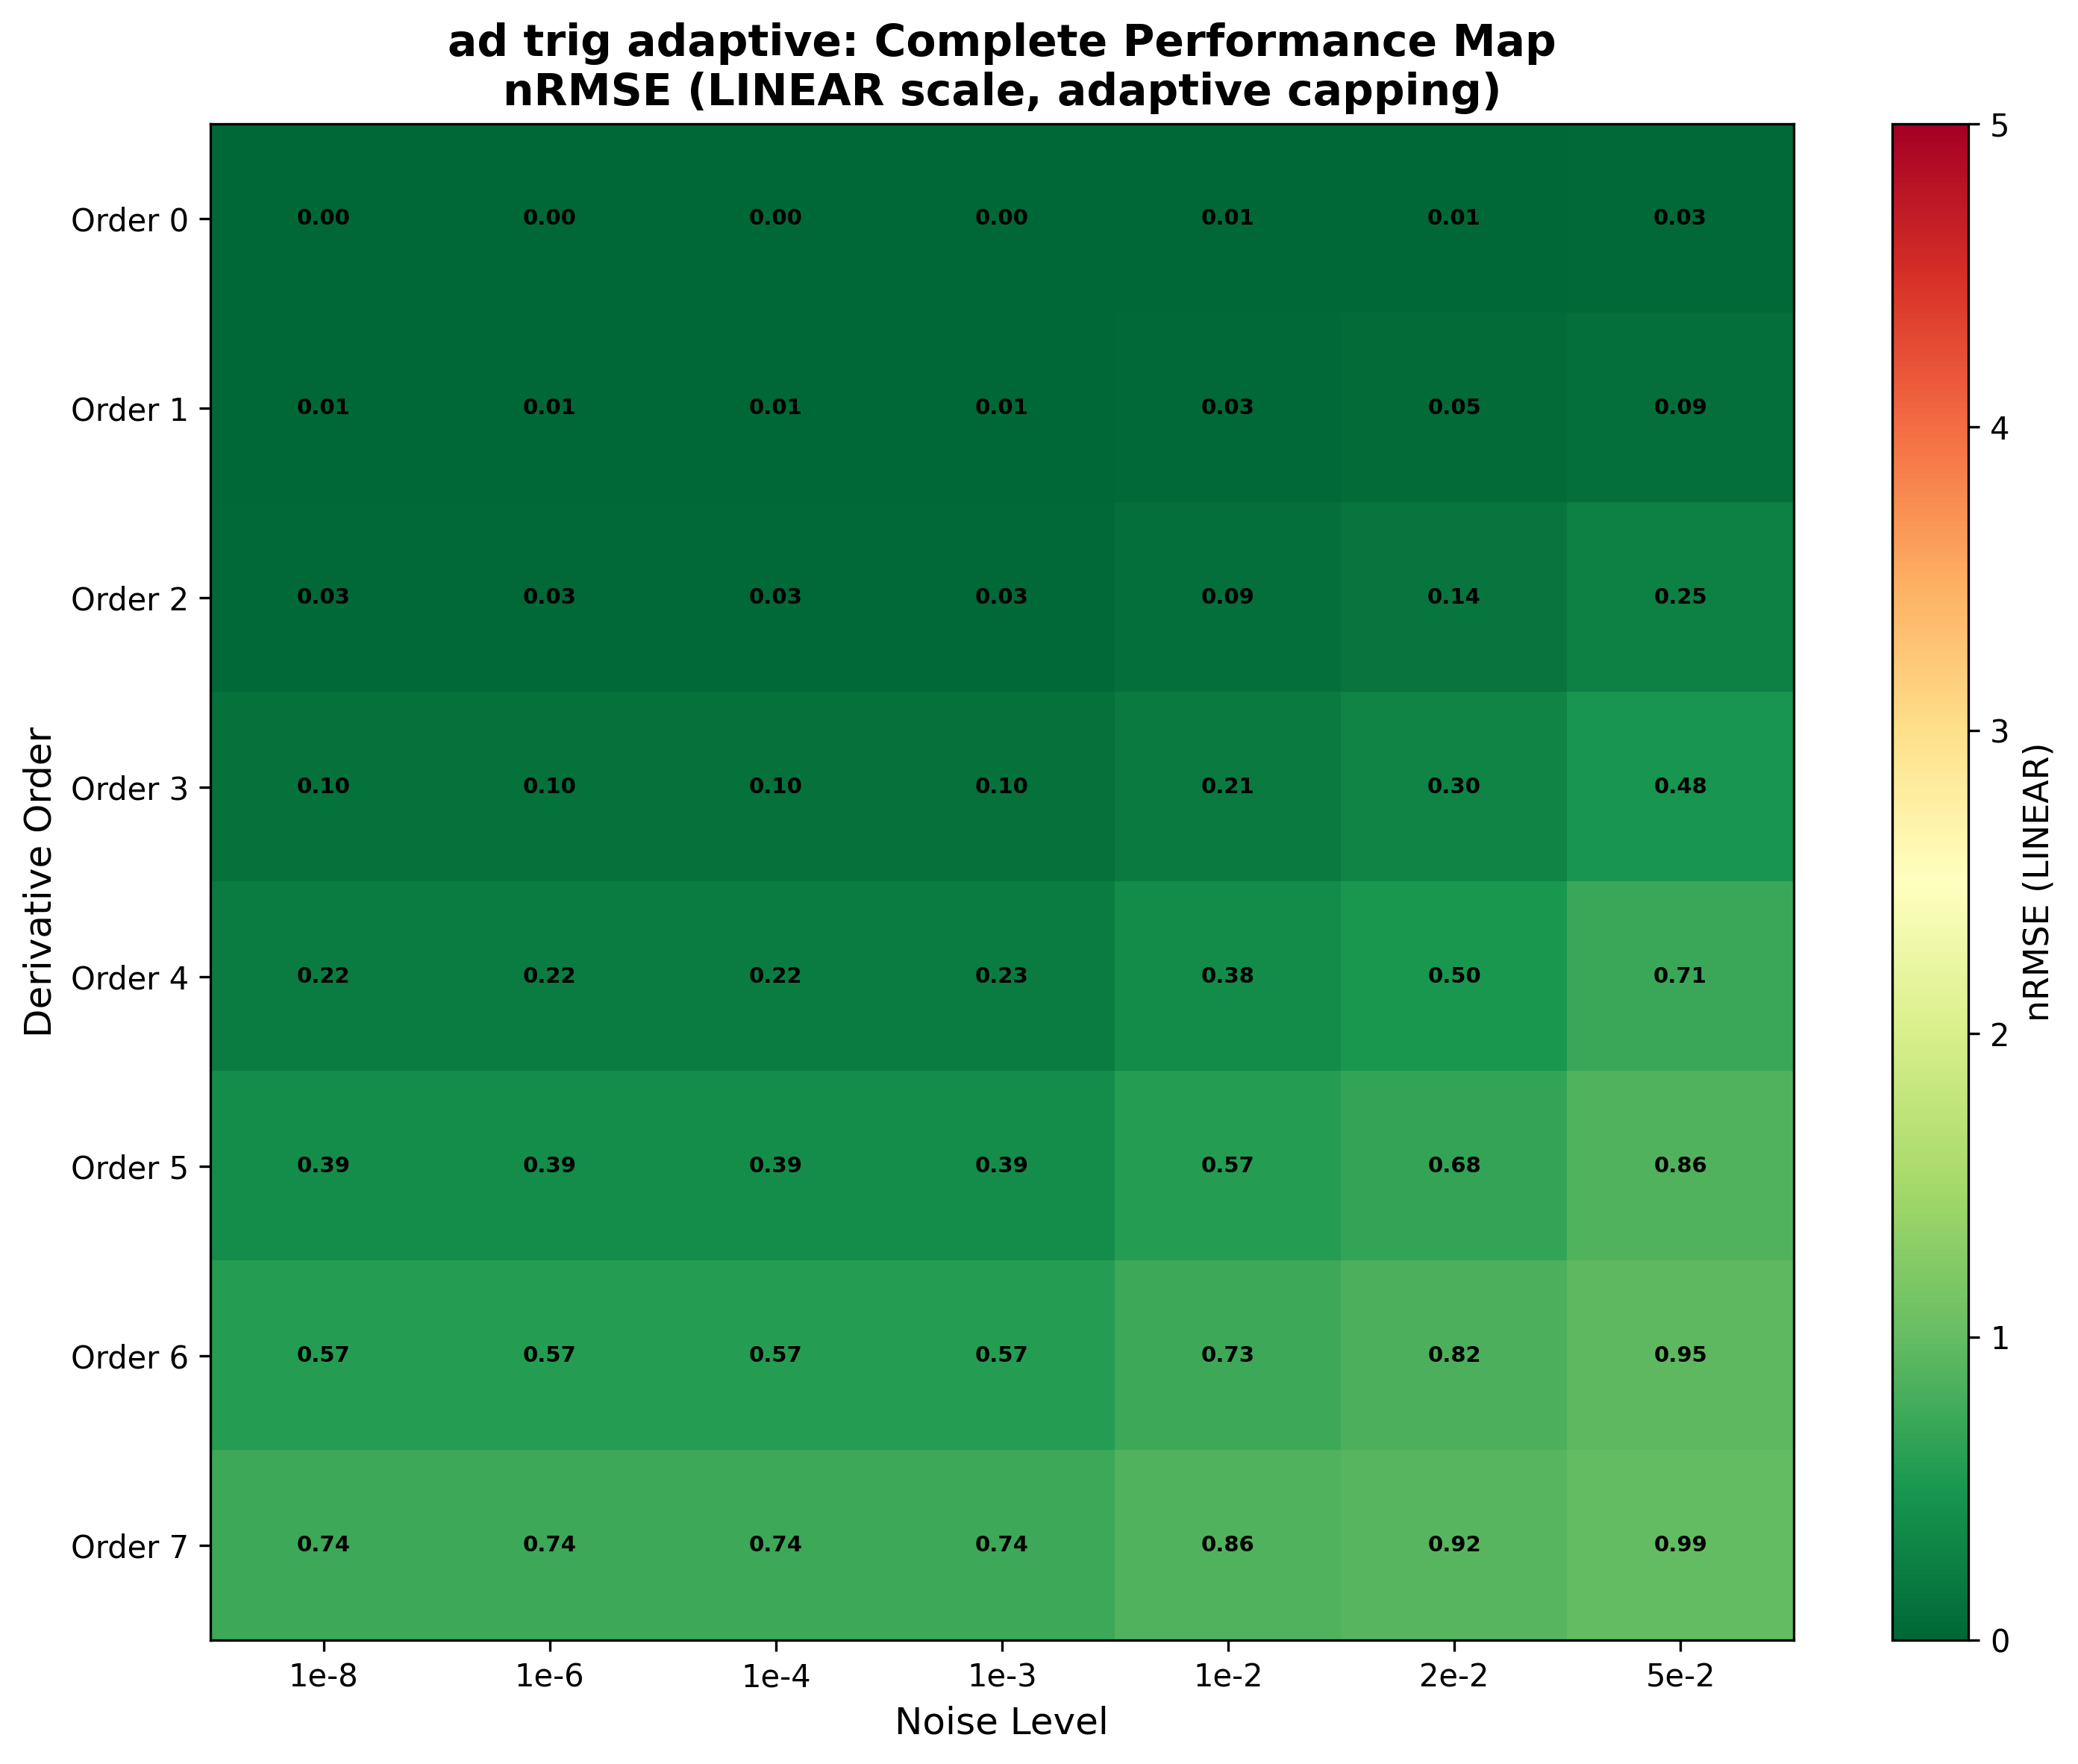 ad trig adaptive: Complete Performance Map
nRMSE (LINEAR scale, adaptive capping)
Derivative Order
Order 0 0.00 0.00 0.00 0.00 0.01 0.01 0.03
Order 1 0.01 0.01 0.01 0.01 0.03 0.05 0.09
Order 2 0.03 0.03 0.03 0.03 0.09 0.14 0.25
Order 3 0.10 0.10 0.10 0.10 0.21 0.30 0.48
Order 4 0.22 0.22 0.22 0.23 0.38 0.50 0.71
Order 5 0.39 0.39 0.39 0.39 0.57 0.68 0.86
Order 6 0.57 0.57 0.57 0.57 0.73 0.82 0.95
Order 7 0.74 0.74 0.74 0.74 0.86 0.92 0.99
1e-8 1e-6 1e-4 1e-3 1e-2 2e-2 5e-2
Noise Level
5
4
3
2
1
0
nRMSE (LINEAR)